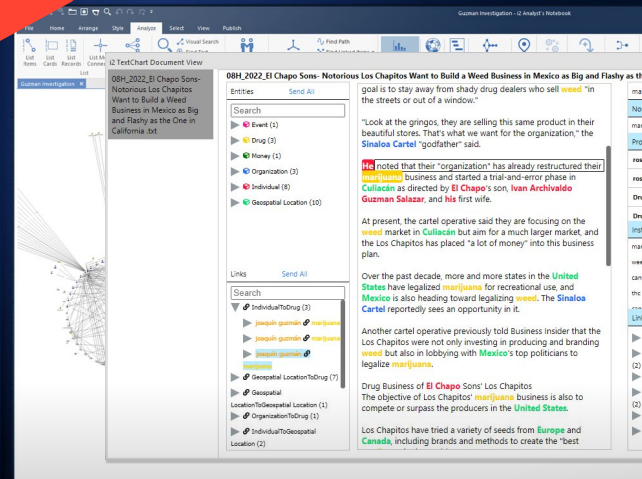 Guzman Investigation - i2 Analyst's Notebook
File Home Arrange Style Analyze Select View Publish
List Items
List Cards
List Records
Visual Search
Find Path
List
Guzman Investigation
i2 TextChart Document View
08H_2022_El Chapo Sons-
Notorious Los Chapitos
Want to Build a Weed
Business in Mexico as Big
and Flashy as the One in
California .txt
08H_2022_El Chapo Sons- Notorious Los Chapitos Want to Build a Weed Business in Mexico as Big and Flashy as th
Entities Send All
Search
Event (1)
Drug (3)
Money (1)
Organization (3)
Individual (8)
Geospatial Location (10)
Links Send All
Search
IndividualToDrug (3)
joaquin guzmán marijuana
joaquin guzmán marijuana
joaquin guzmán
marijuana
Geospatial LocationToDrug (7)
Geospatial
LocationToGeospatial Location (1)
OrganizationToDrug (1)
IndividualToGeospatial
Location (2)
goal is to stay away from shady drug dealers who sell weed "in
the streets or out of a window."
"Look at the gringos, they are selling this same product in their
beautiful stores. That's what we want for the organization," the
Sinaloa Cartel "godfather" said.
He noted that their "organization" has already restructured their
marijuana business and started a trial-and-error phase in
Culiacán as directed by El Chapo's son, Ivan Archivaldo
Guzman Salazar, and his first wife.
At present, the cartel operative said they are focusing on the
weed market in Culiacán but aim for a much larger market, and
the Los Chapitos has placed "a lot of money" into this business
plan.
Over the past decade, more and more states in the United
States have legalized marijuana for recreational use, and
Mexico is also heading toward legalizing weed. The Sinaloa
Cartel reportedly sees an opportunity in it.
Another cartel operative previously told Business Insider that the
Los Chapitos were not only investing in producing and branding
weed but also in lobbying with Mexico's top politicians to
legalize marijuana.
Drug Business of El Chapo Sons' Los Chapitos
The objective of Los Chapitos' marijuana business is also to
compete or surpass the producers in the United States.
Los Chapitos have tried a variety of seeds from Europe and
Canada, including brands and methods to create the "best
(2)
(2)